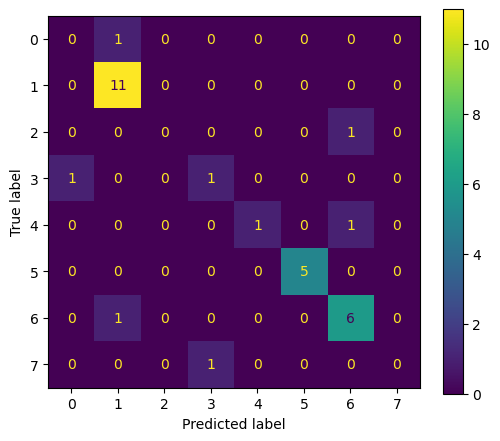 0 0 1 0 0 0 0 0 0
1 0 11 0 0 0 0 0 0
2 0 0 0 0 0 0 1 0
3 1 0 0 1 0 0 0 0
4 0 0 0 0 1 0 1 0
5 0 0 0 0 0 5 0 0
6 0 1 0 0 0 0 6 0
7 0 0 0 1 0 0 0 0
0 1 2 3 4 5 6 7
True label
Predicted label
10
8
6
4
2
0